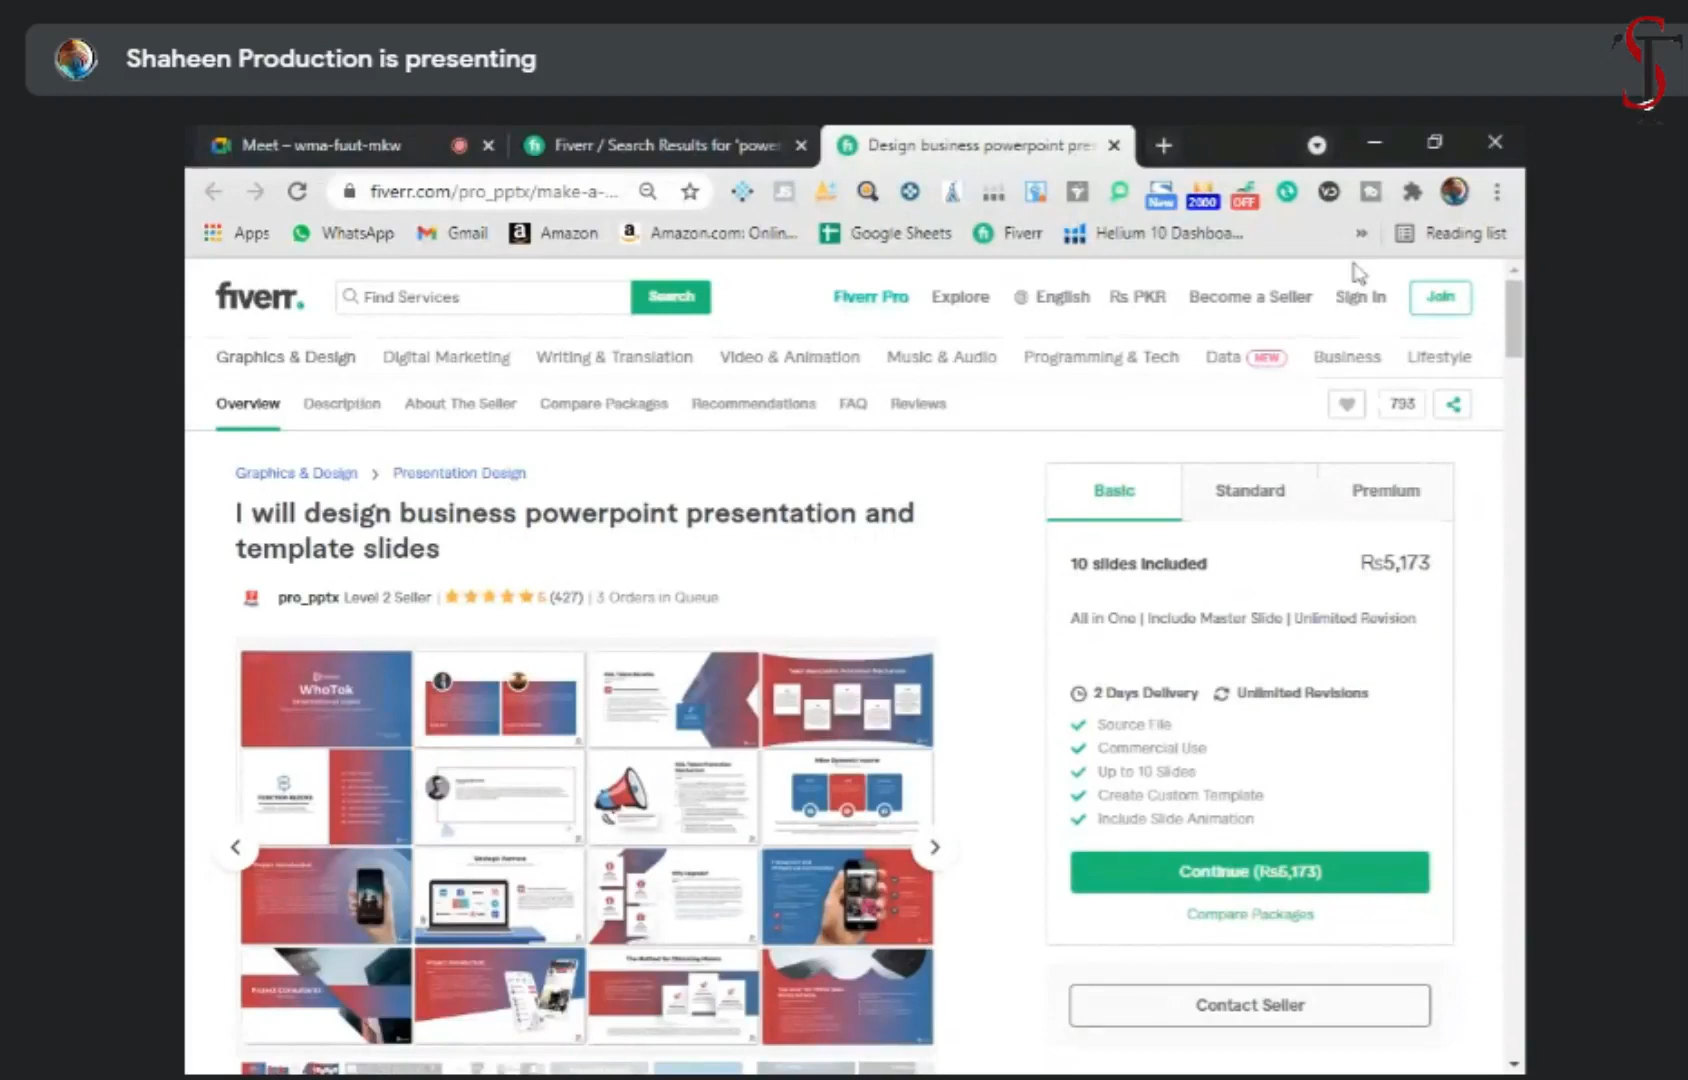 Shaheen Production is presenting
Meet – wma-fuut-mkw
Fiverr / Search Results for 'powe
Design business powerpoint pre
fiverr.com/pro_pptx/make-a-...
New
2000
OFF
Apps
WhatsApp
Gmail
Amazon
Amazon.com: Onlin...
Google Sheets
Fiverr
Helium 10 Dashboa...
Reading list
fiverr.
Find Services
Search
Fiverr Pro
Explore
English
Rs PKR
Become a Seller
Sign In
Join
Graphics & Design
Digital Marketing
Writing & Translation
Video & Animation
Music & Audio
Programming & Tech
Data NEW
Business
Lifestyle
Overview
Description
About The Seller
Compare Packages
Recommendations
FAQ
Reviews
793
Graphics & Design > Presentation Design
I will design business powerpoint presentation and
template slides
pro_pptx Level 2 Seller | 5 (427) | 3 Orders in Queue
WhoTok
Basic
Standard
Premium
10 slides included
Rs5,173
All in One | Include Master Slide | Unlimited Revision
2 Days Delivery
Unlimited Revisions
Source File
Commercial Use
Up to 10 Slides
Create Custom Template
Include Slide Animation
Continue (Rs5,173)
Compare Packages
Contact Seller